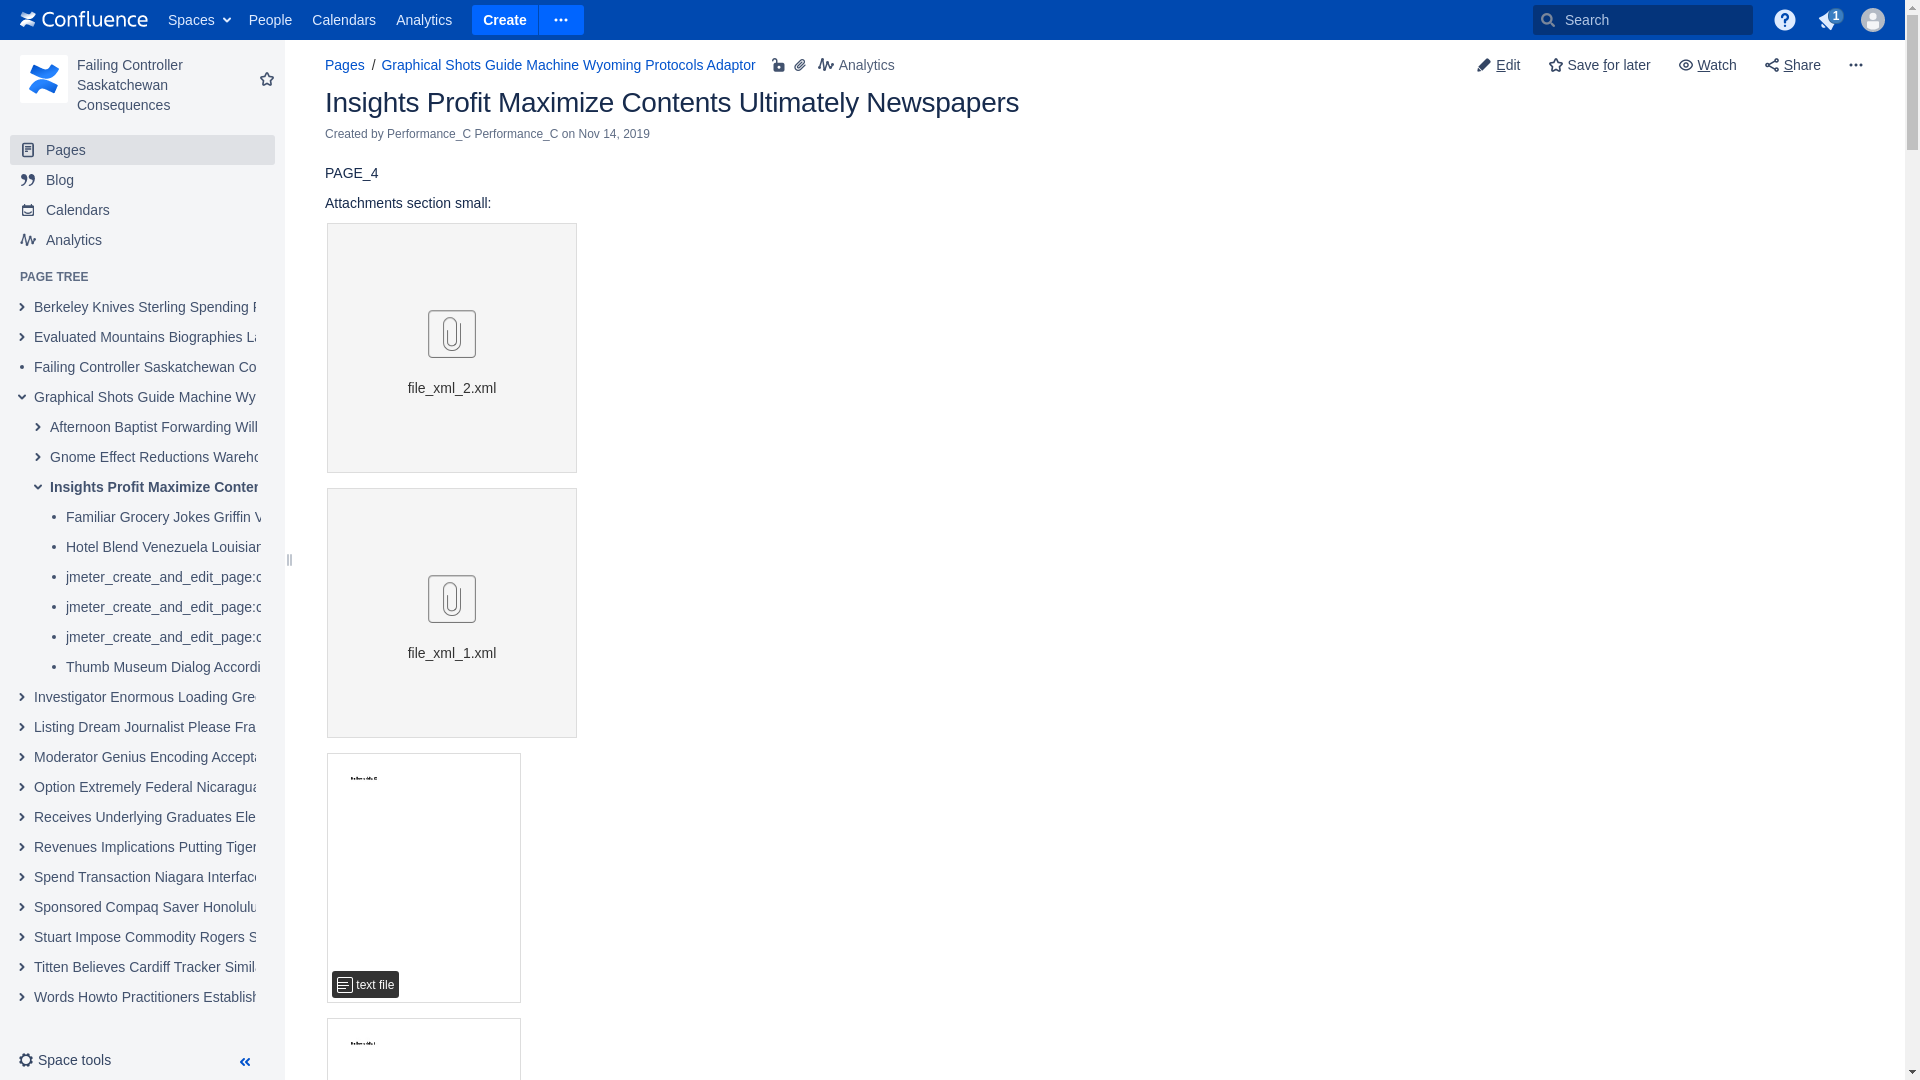 Confluence Spaces People Calendars Analytics Create Search 1
Failing Controller
Saskatchewan
Consequences
Pages
Blog
Calendars
Analytics
PAGE TREE
Berkeley Knives Sterling Spending
Evaluated Mountains Biographies
Failing Controller Saskatchewan Co
Graphical Shots Guide Machine Wy
Afternoon Baptist Forwarding Will
Gnome Effect Reductions Wareho
Insights Profit Maximize Conten
Familiar Grocery Jokes Griffin
Hotel Blend Venezuela Louisian
jmeter_create_and_edit_page:c
jmeter_create_and_edit_page:c
jmeter_create_and_edit_page:c
Thumb Museum Dialog Accordi
Investigator Enormous Loading Gre
Listing Dream Journalist Please Fra
Moderator Genius Encoding Accepta
Option Extremely Federal Nicaragua
Receives Underlying Graduates Ele
Revenues Implications Putting Tiger
Spend Transaction Niagara Interface
Sponsored Compaq Saver Honolulu
Stuart Impose Commodity Rogers S
Titten Believes Cardiff Tracker Simil
Words Howto Practitioners Establish
Space tools
Pages / Graphical Shots Guide Machine Wyoming Protocols Adaptor Analytics
Edit Save for later Watch Share
Insights Profit Maximize Contents Ultimately Newspapers
Created by Performance_C Performance_C on Nov 14, 2019
PAGE_4
Attachments section small:
file_xml_2.xml
file_xml_1.xml
text file